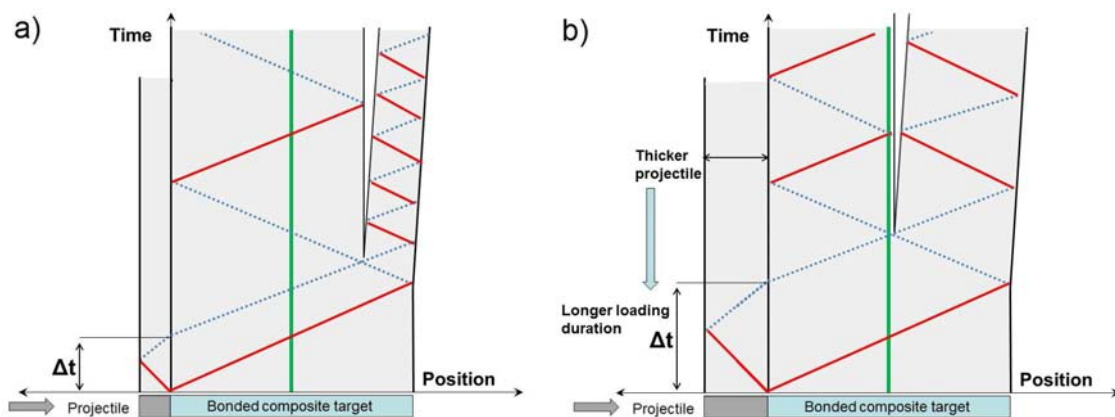 a)
Time
Δt
Position
Projectile
Bonded composite target
b)
Time
Thicker
projectile
Longer loading
duration
Δt
Position
Projectile
Bonded composite target